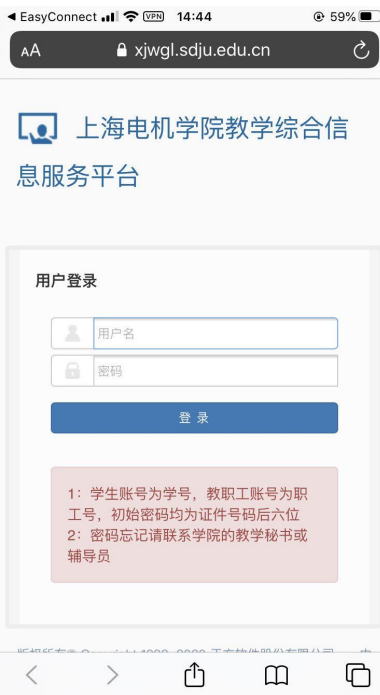 EasyConnect VPN 14:44 59%
AA xjwgl.sdju.edu.cn
上海电机学院教学综合信
息服务平台
用户登录
用户名
密码
登 录
1：学生账号为学号，教职工账号为职
工号，初始密码均为证件号码后六位
2：密码忘记请联系学院的教学秘书或
辅导员